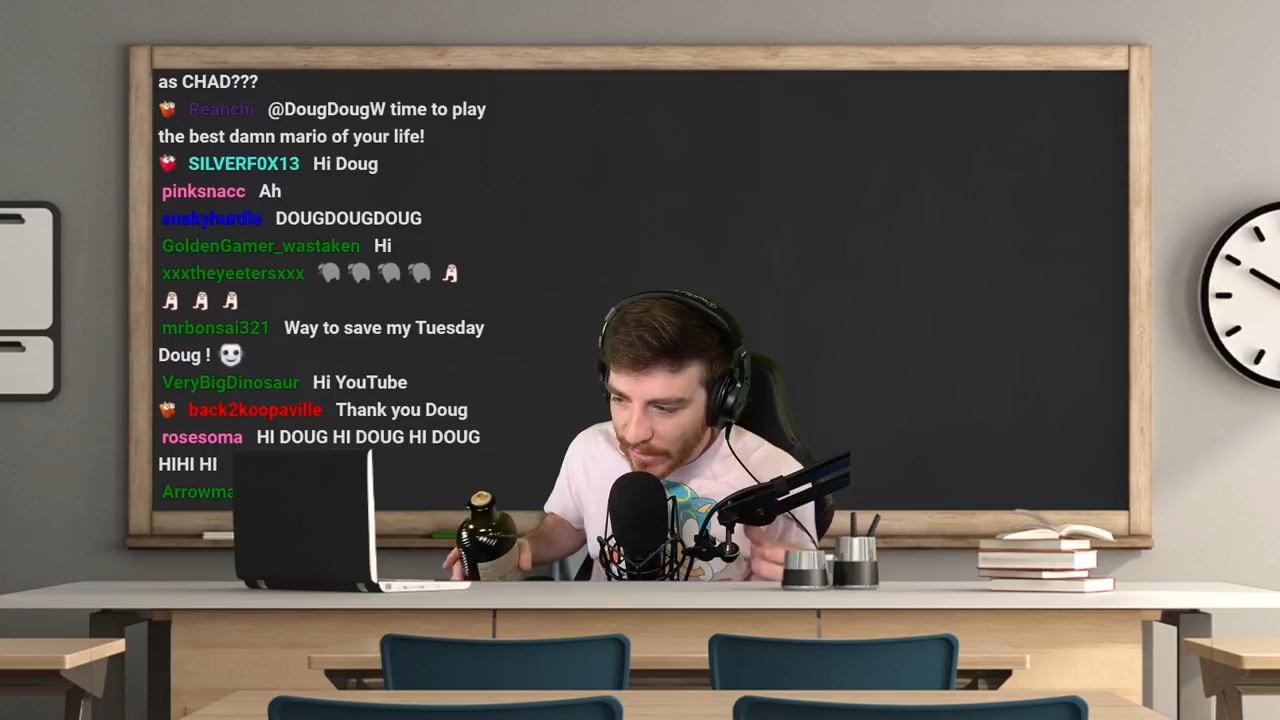 as CHAD???
Reanchi @DougDougW time to play
the best damn mario of your life!
SILVERF0X13 Hi Doug
pinksnacc Ah
anakyhurdle DOUGDOUGDOUG
GoldenGamer_wastaken Hi
xxxtheyeetersxxx
mrbonsai321 Way to save my Tuesday
Doug !
VeryBigDinosaur Hi YouTube
back2koopaville Thank you Doug
rosesoma HI DOUG HI DOUG HI DOUG
HIHI HI
Arrowma